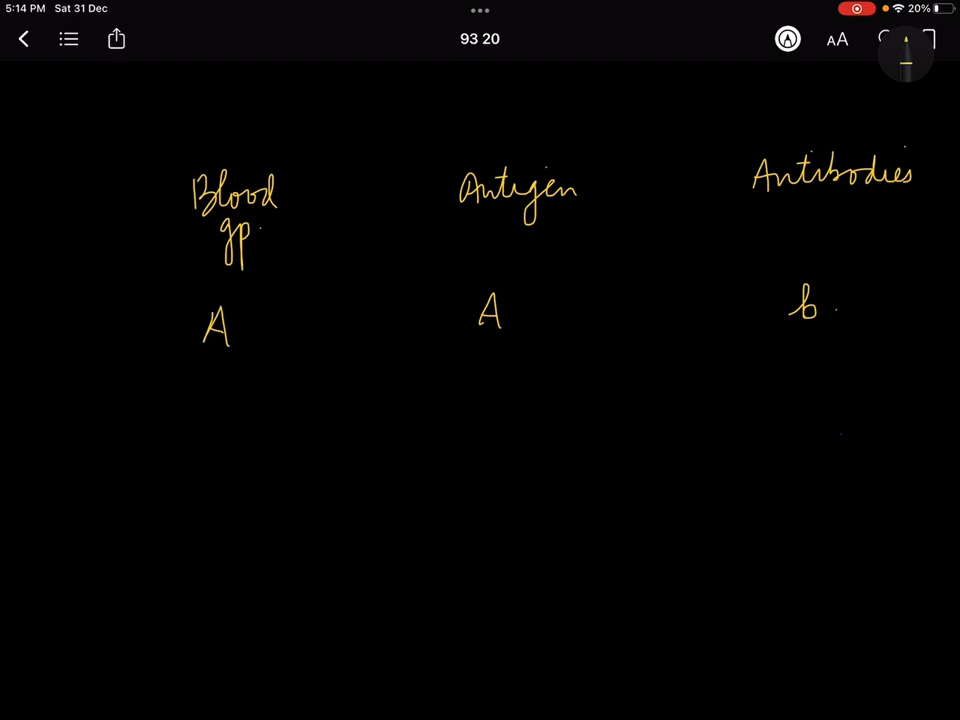 5:14 PM Sat 31 Dec
20%
93 20
AA
Blood Antigen Antibodies
gp.
A A b